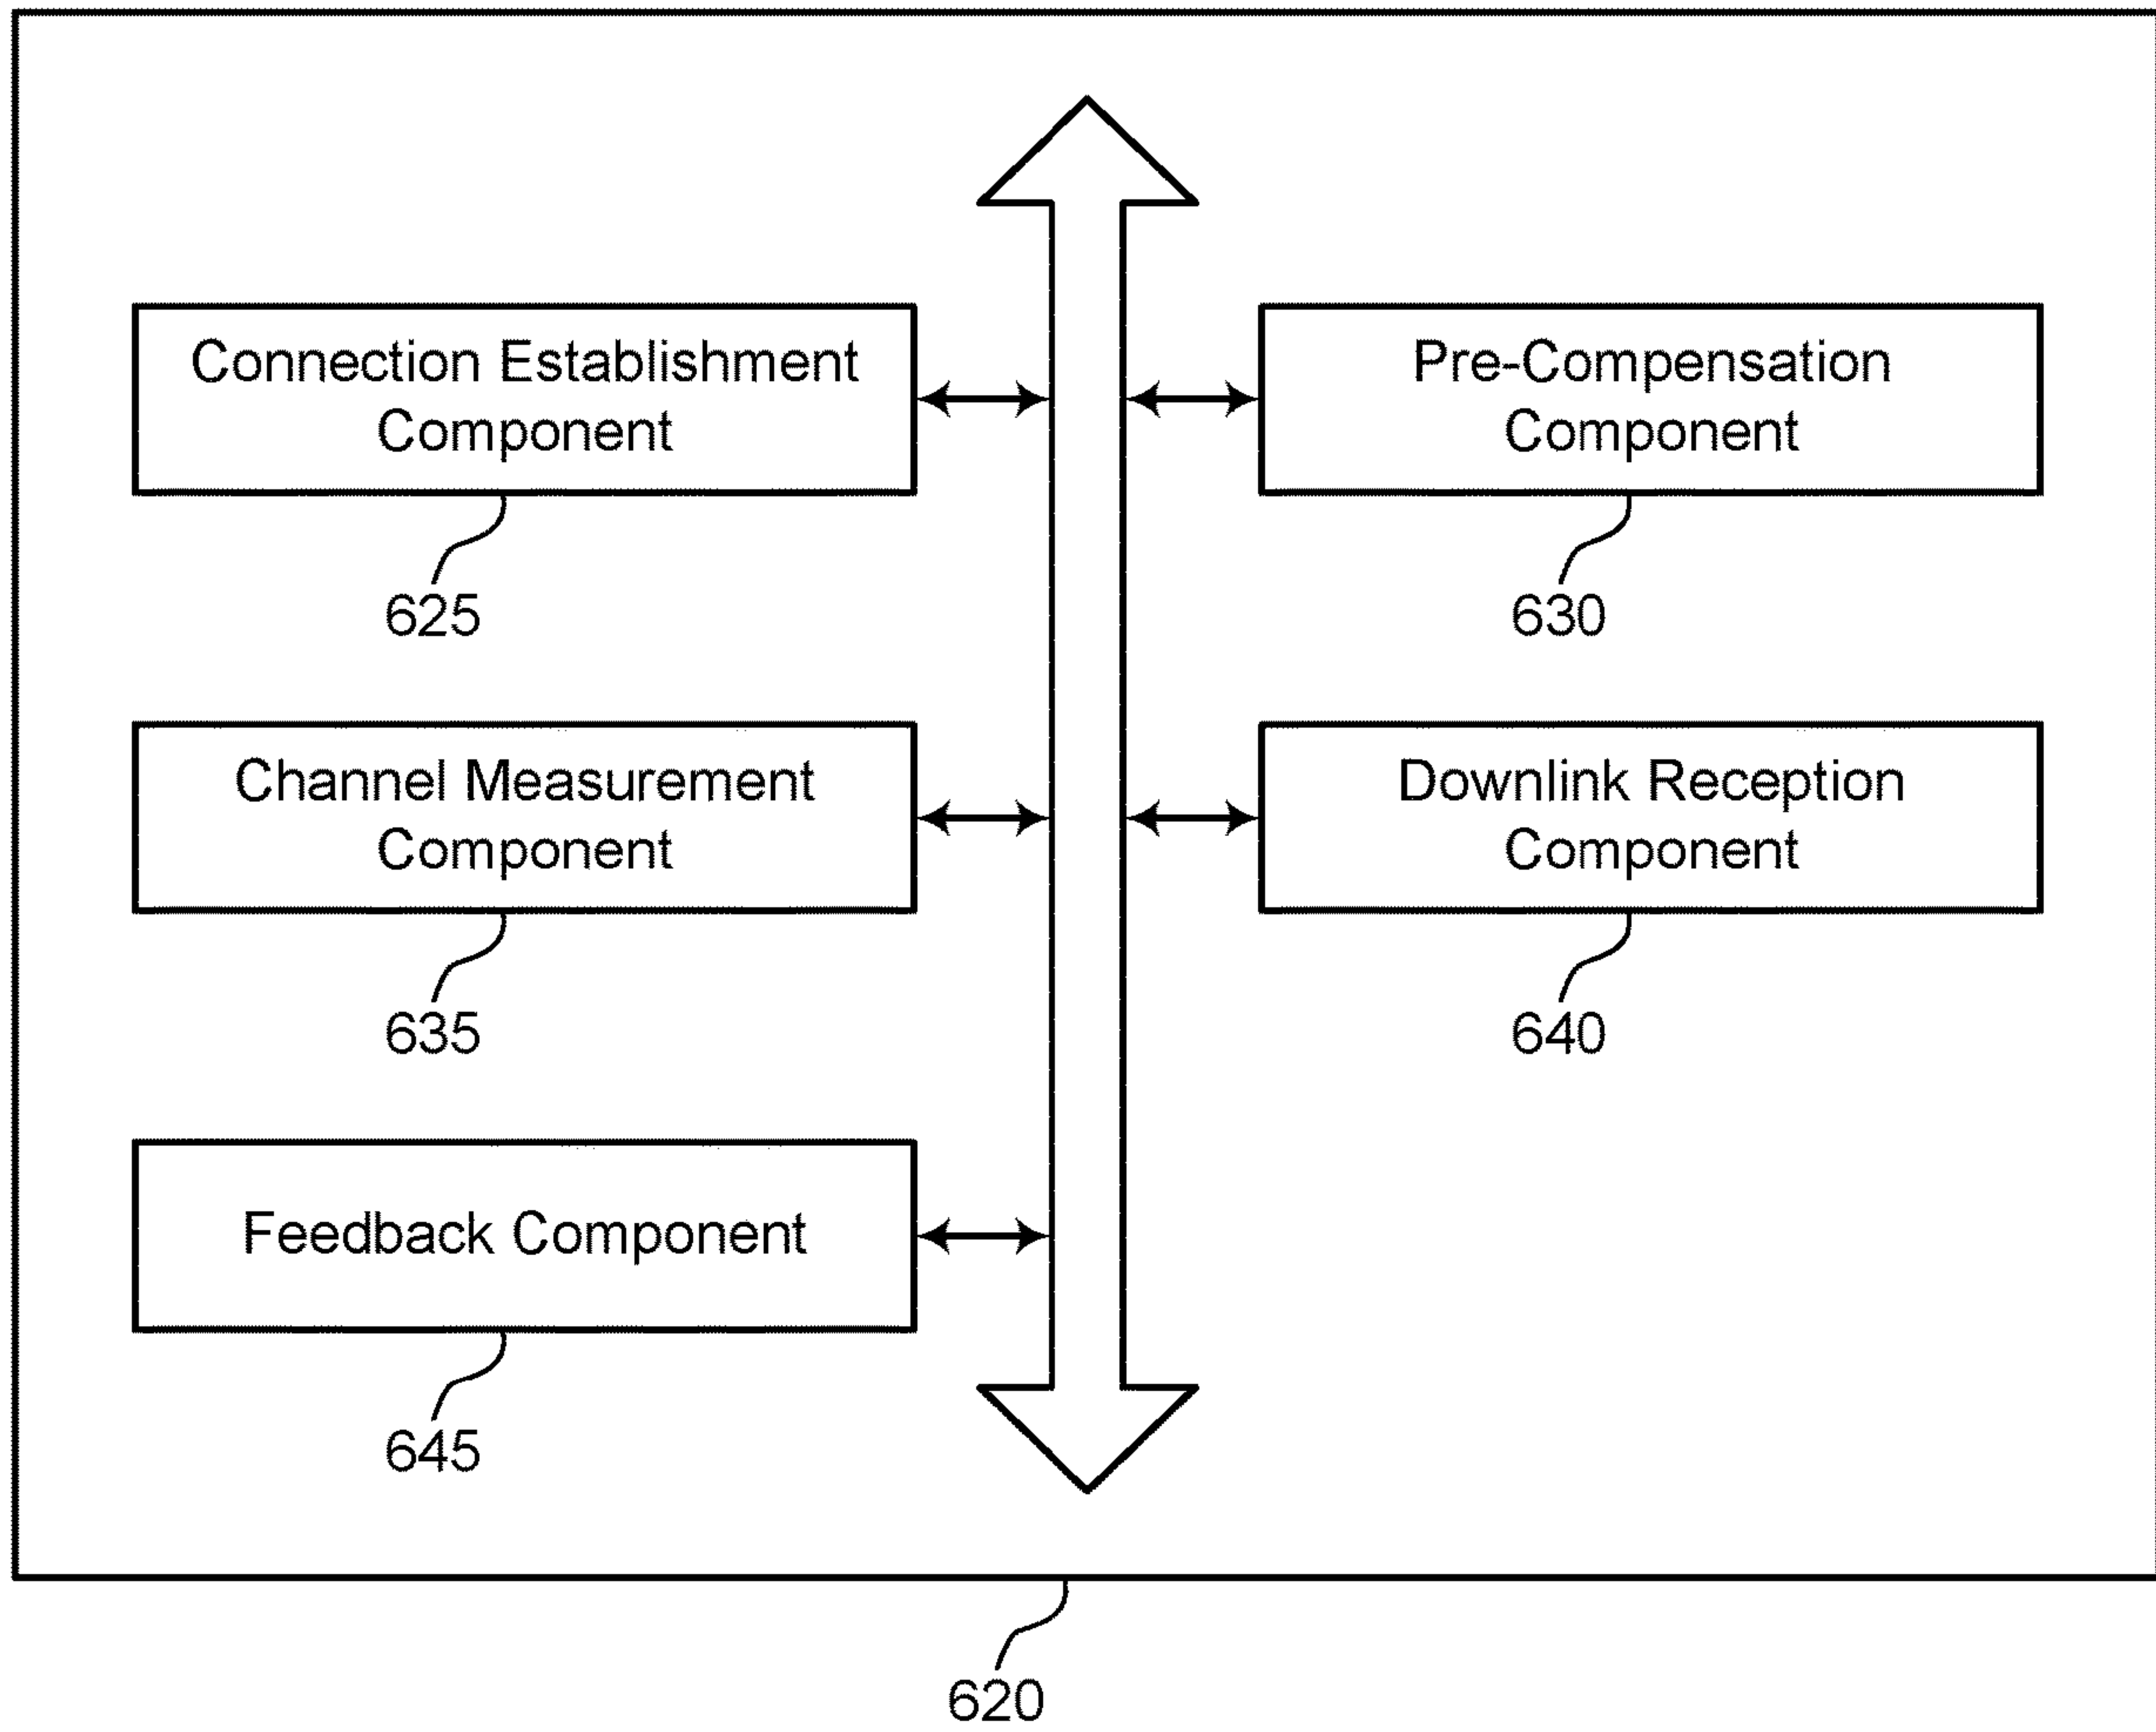 Connection Establishment
Component
625
Pre-Compensation
Component
630
Channel Measurement
Component
635
Downlink Reception
Component
640
Feedback Component
645
620